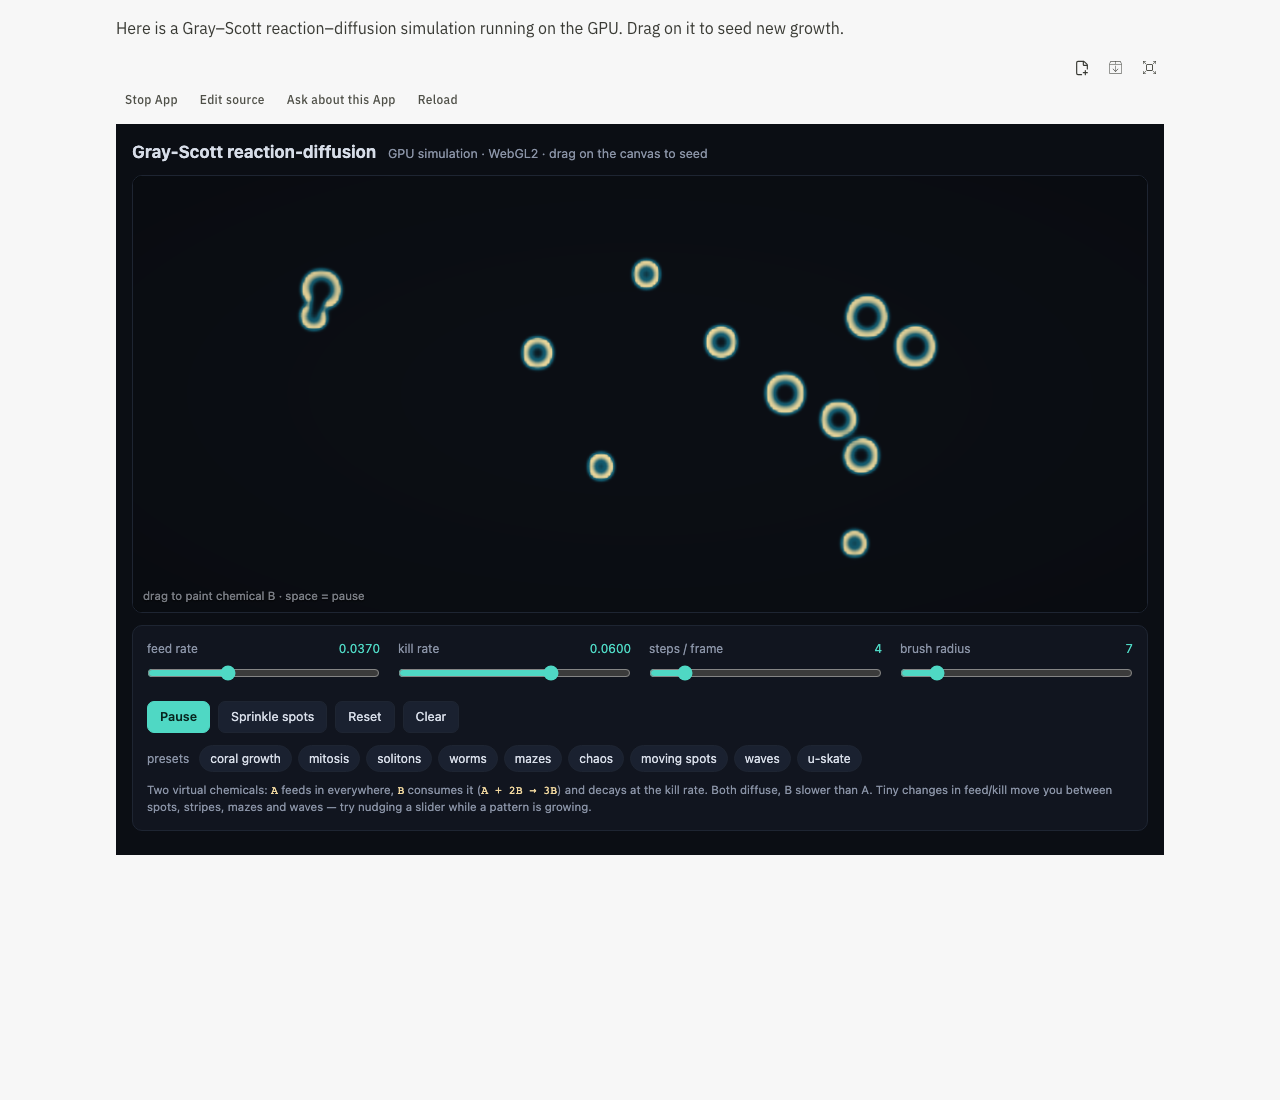 Here is a Gray–Scott reaction–diffusion simulation running on the GPU. Drag on it to seed new growth.
Stop App Edit source Ask about this App Reload
Gray-Scott reaction-diffusion GPU simulation · WebGL2 · drag on the canvas to seed
drag to paint chemical B · space = pause
feed rate 0.0370 kill rate 0.0600 steps / frame 4 brush radius 7
Pause Sprinkle spots Reset Clear
presets coral growth mitosis solitons worms mazes chaos moving spots waves u-skate
Two virtual chemicals: A feeds in everywhere, B consumes it (A + 2B → 3B) and decays at the kill rate. Both diffuse, B slower than A. Tiny changes in feed/kill move you between
spots, stripes, mazes and waves — try nudging a slider while a pattern is growing.